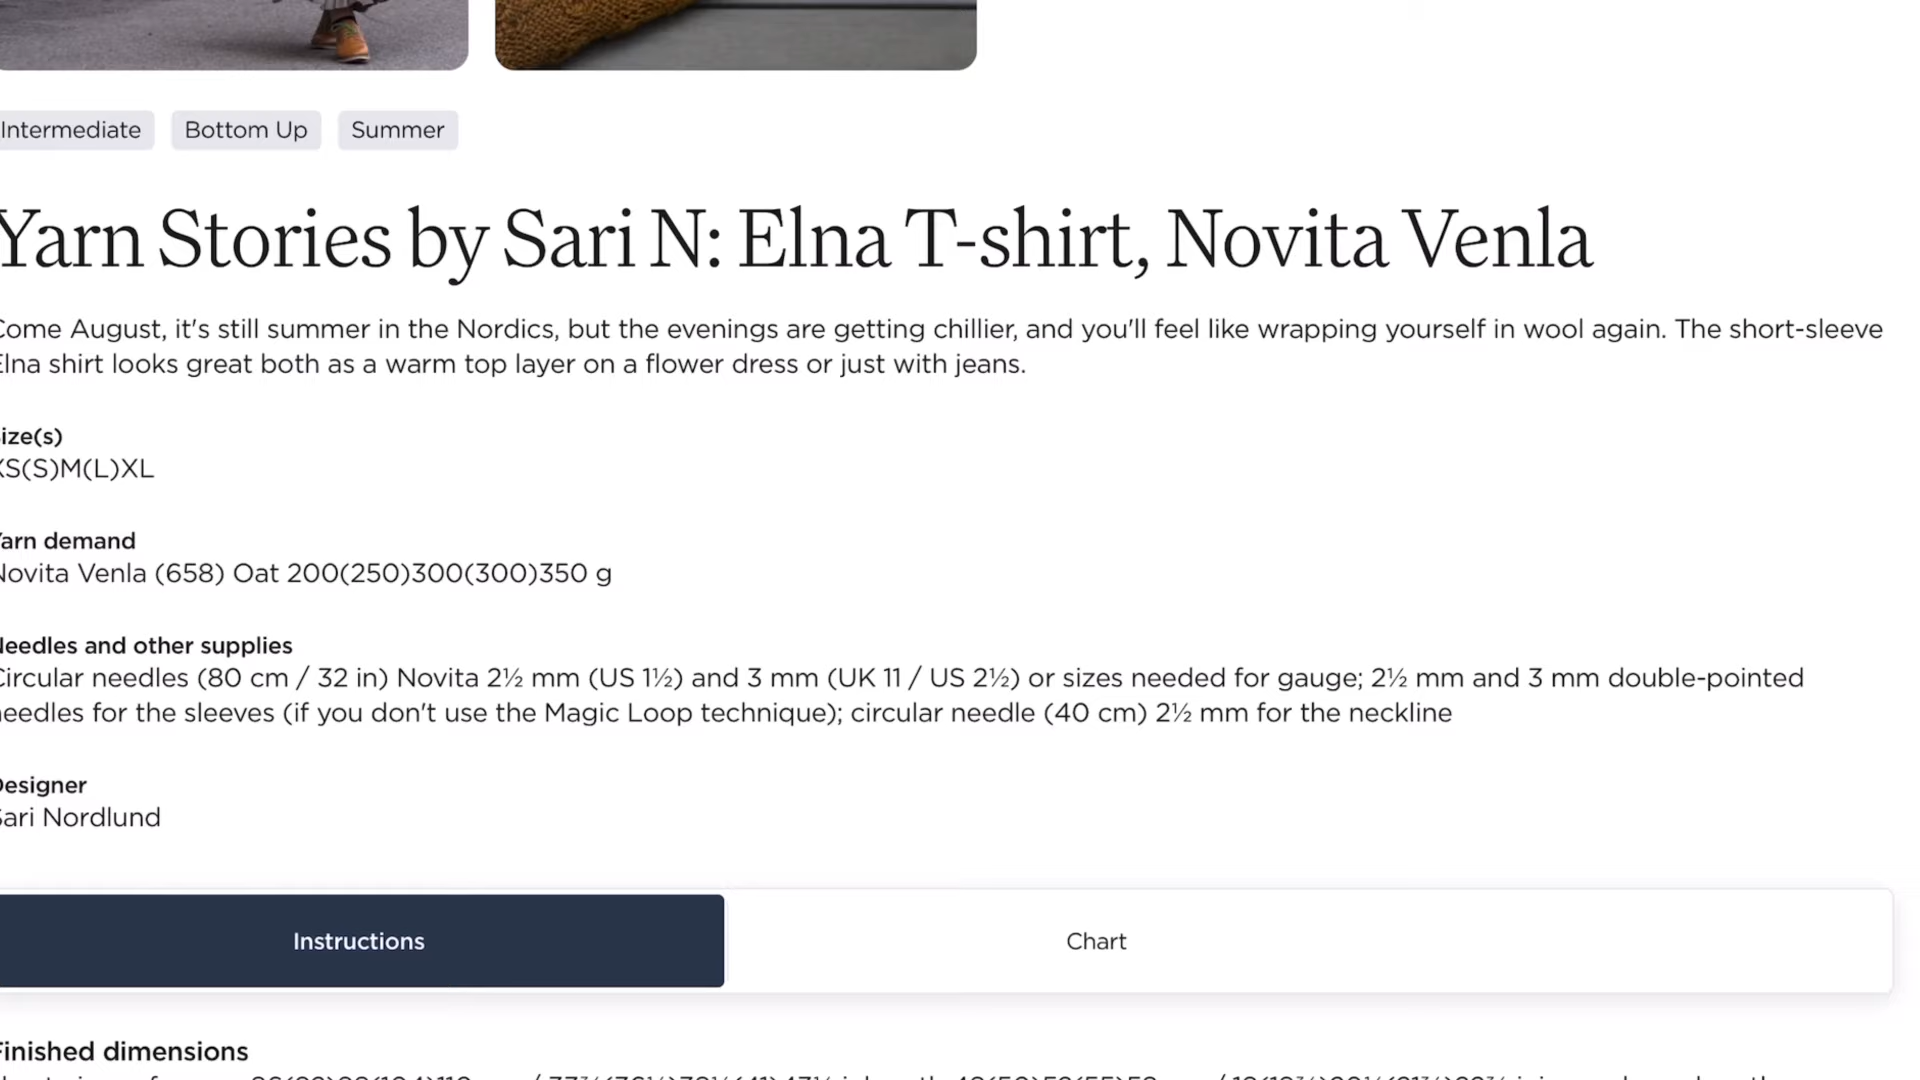 Intermediate Bottom Up Summer
Yarn Stories by Sari N: Elna T-shirt, Novita Venla
Come August, it's still summer in the Nordics, but the evenings are getting chillier, and you'll feel like wrapping yourself in wool again. The short-sleeve
Elna shirt looks great both as a warm top layer on a flower dress or just with jeans.
Size(s)
XS(S)M(L)XL
Yarn demand
Novita Venla (658) Oat 200(250)300(300)350 g
Needles and other supplies
Circular needles (80 cm / 32 in) Novita 2½ mm (US 1½) and 3 mm (UK 11 / US 2½) or sizes needed for gauge; 2½ mm and 3 mm double-pointed
needles for the sleeves (if you don't use the Magic Loop technique); circular needle (40 cm) 2½ mm for the neckline
Designer
Sari Nordlund
Instructions Chart
Finished dimensions